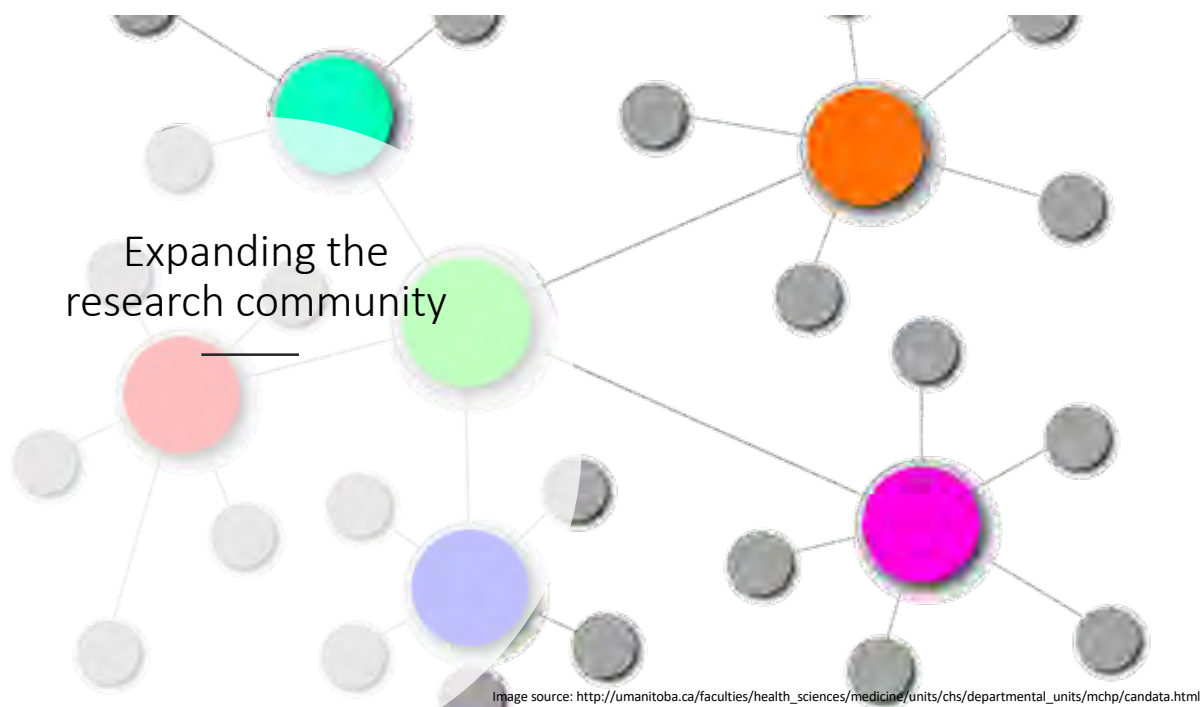 Expanding the
research community
Image source: http://umanitoba.ca/faculties/health_sciences/medicine/units/chs/departmental_units/mchp/candata.html